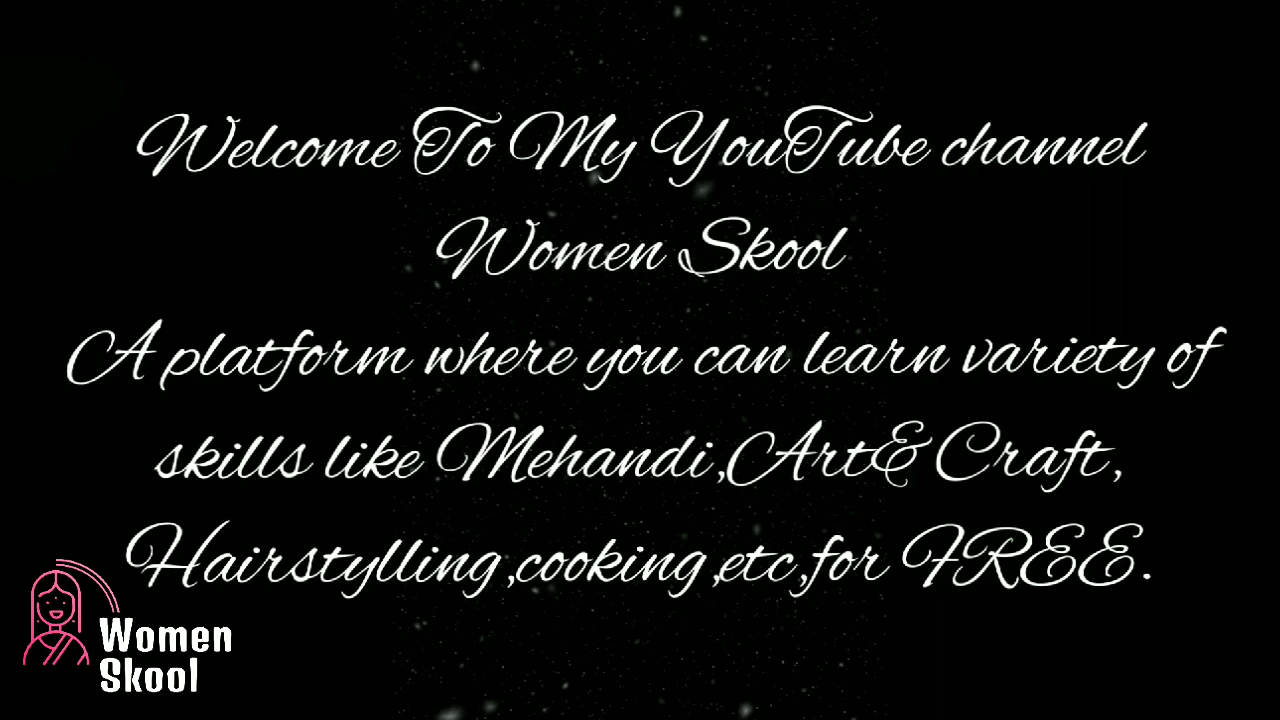 Welcome To My YouTube channel
Women Skool
A platform where you can learn variety of
skills like Mehandi,Art& Craft,
Hairstylling,cooking,etc,for FREE.
Women
Skool